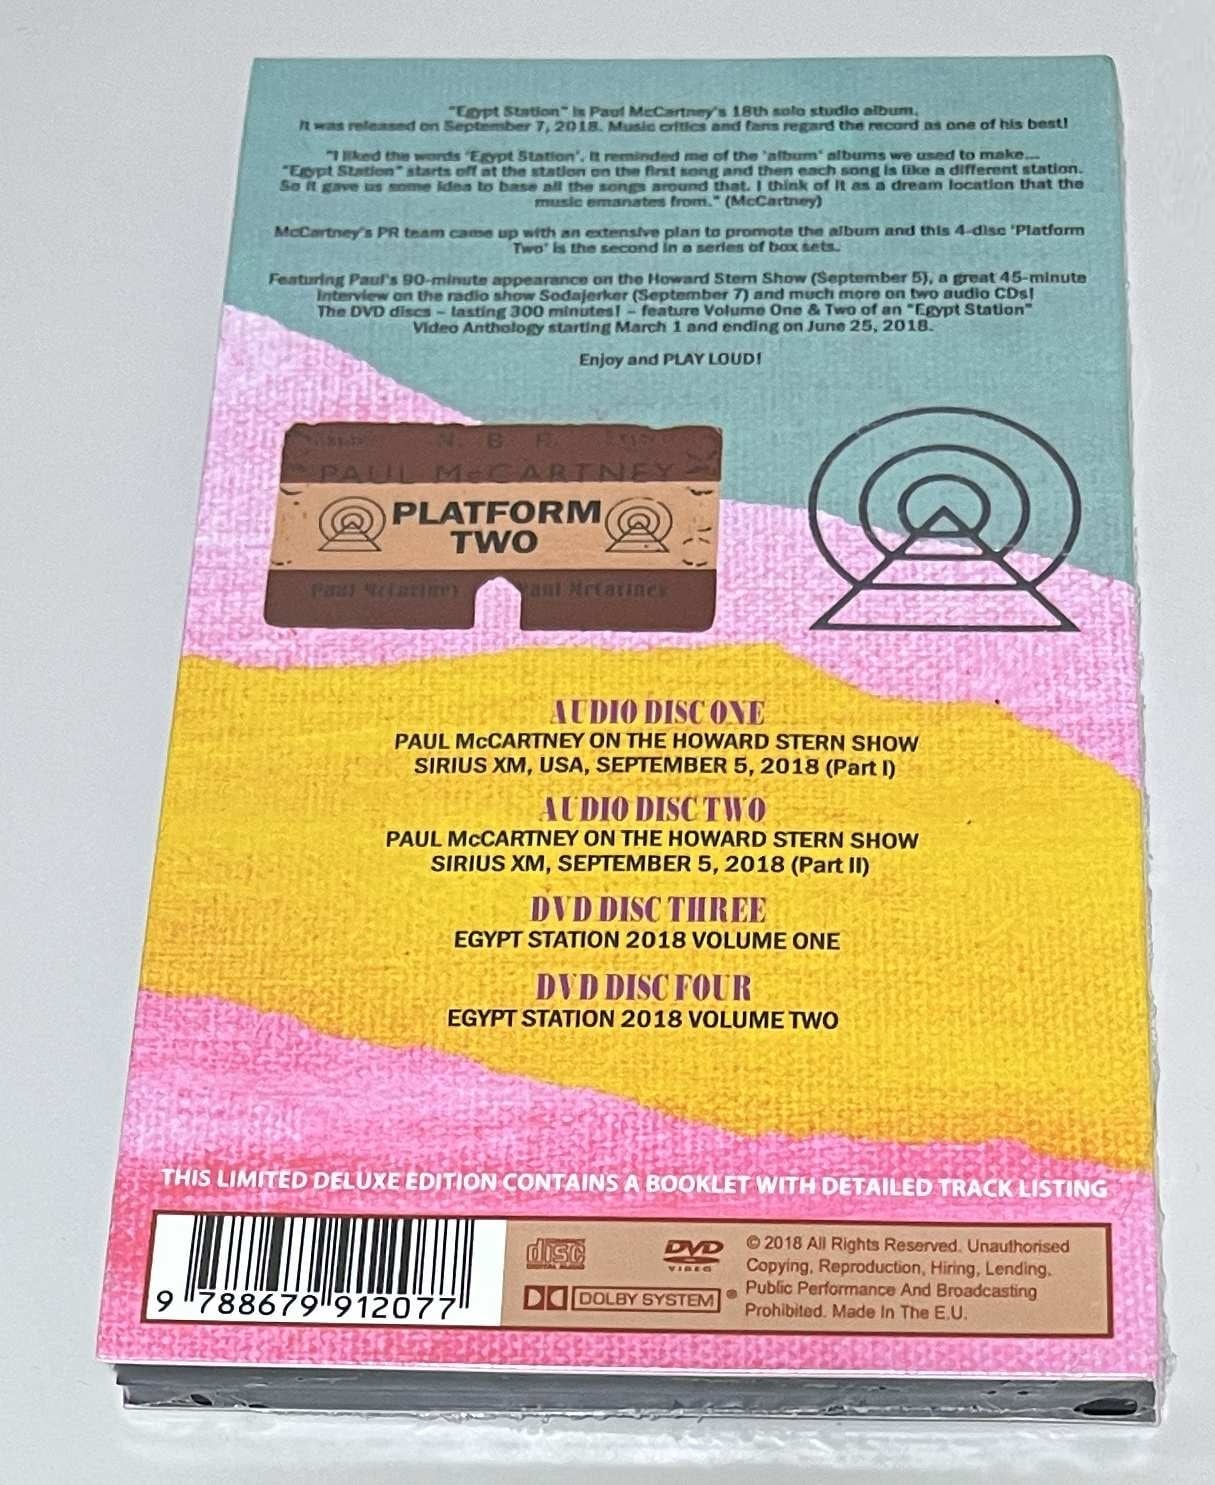 "Egypt Station" is Paul McCartney's 18th solo studio album.
It was released on September 7, 2018. Music critics and fans regard the record as one of his best!
"I liked the words 'Egypt Station'. It reminded me of the 'album' albums we used to make...
"Egypt Station" starts off at the station on the first song and then each song is like a different station.
So it gave us some idea to base all the songs around that. I think of it as a dream location that the
music emanates from." (McCartney)
McCartney's PR team came up with an extensive plan to promote the album and this 4-disc 'Platform
Two' is the second in a series of box sets.
Featuring Paul's 90-minute appearance on the Howard Stern Show (September 5), a great 45-minute
interview on the radio show Sodajerker (September 7) and much more on two audio CDs!
The DVD discs - lasting 300 minutes! - feature Volume One & Two of an "Egypt Station"
Video Anthology starting March 1 and ending on June 25, 2018.
Enjoy and PLAY LOUD!
N. B. R.
PAUL McCARTNEY
PLATFORM
TWO
Paul McCartney Paul McCartney
AUDIO DISC ONE
PAUL McCARTNEY ON THE HOWARD STERN SHOW
SIRIUS XM, USA, SEPTEMBER 5, 2018 (Part I)
AUDIO DISC TWO
PAUL McCARTNEY ON THE HOWARD STERN SHOW
SIRIUS XM, SEPTEMBER 5, 2018 (Part II)
DVD DISC THREE
EGYPT STATION 2018 VOLUME ONE
DVD DISC FOUR
EGYPT STATION 2018 VOLUME TWO
THIS LIMITED DELUXE EDITION CONTAINS A BOOKLET WITH DETAILED TRACK LISTING
9 788679 912077
disc
DIGITAL AUDIO
DVD
VIDEO
DOLBY SYSTEM ®
© 2018 All Rights Reserved. Unauthorised
Copying, Reproduction, Hiring, Lending,
Public Performance And Broadcasting
Prohibited. Made In The E.U.